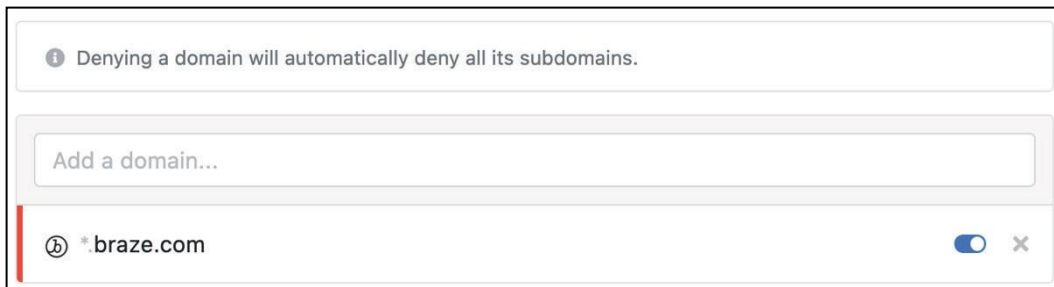 Denying a domain will automatically deny all its subdomains.
Add a domain...
*.braze.com